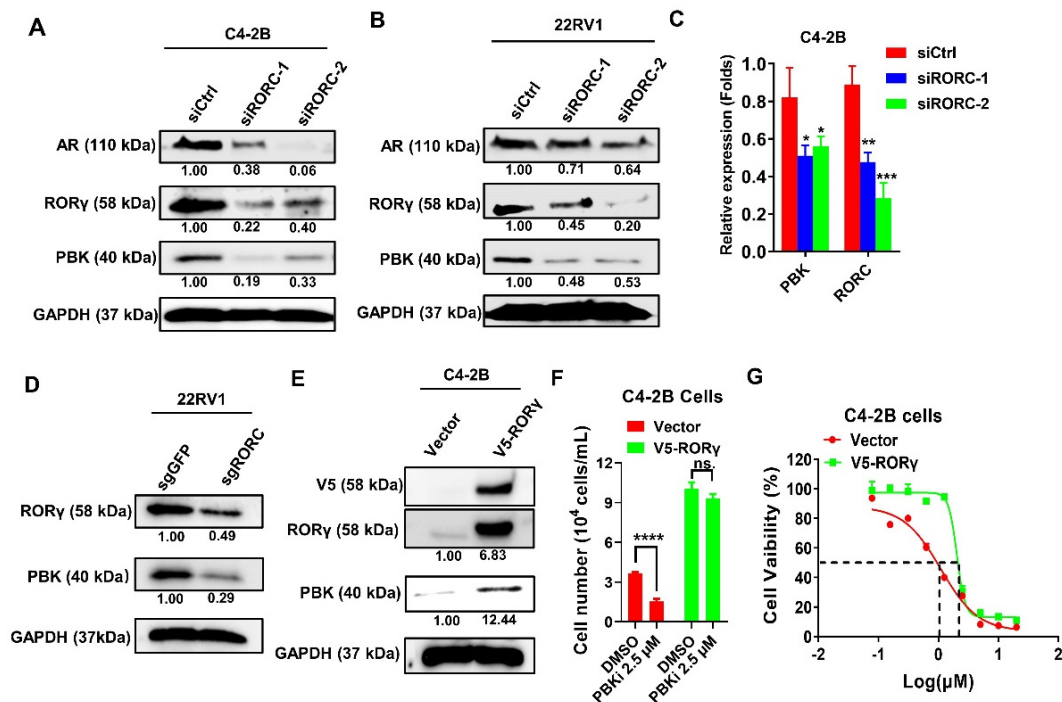 A
C4-2B
siCtrl
siRORC-1
siRORC-2
AR (110 kDa)
1.00 0.38 0.06
RORγ (58 kDa)
1.00 0.22 0.40
PBK (40 kDa)
1.00 0.19 0.33
GAPDH (37 kDa)
B
22RV1
siCtrl
siRORC-1
siRORC-2
AR (110 kDa)
1.00 0.71 0.64
RORγ (58 kDa)
1.00 0.45 0.20
PBK (40 kDa)
1.00 0.48 0.53
GAPDH (37 kDa)
C
C4-2B
siCtrl
siRORC-1
siRORC-2
Relative expression (Folds)
1.0
0.8
0.6
0.4
0.2
0.0
* *
**
***
PBK
RORC
D
22RV1
sgGFP
sgRORC
RORγ (58 kDa)
1.00 0.49
PBK (40 kDa)
1.00 0.29
GAPDH (37kDa)
E
C4-2B
Vector
V5-RORγ
V5 (58 kDa)
RORγ (58 kDa)
1.00 6.83
PBK (40 kDa)
1.00 12.44
GAPDH (37 kDa)
F
C4-2B Cells
Vector
V5-RORγ
ns
****
Cell number (10⁴ cells/mL)
12
9
6
3
0
DMSO
PBKi 2.5 μM
DMSO
PBKi 2.5 μM
G
C4-2B cells
Vector
V5-RORγ
Cell Vaibility (%)
120
100
80
60
40
20
0
-2 -1 0 1 2
Log(μM)